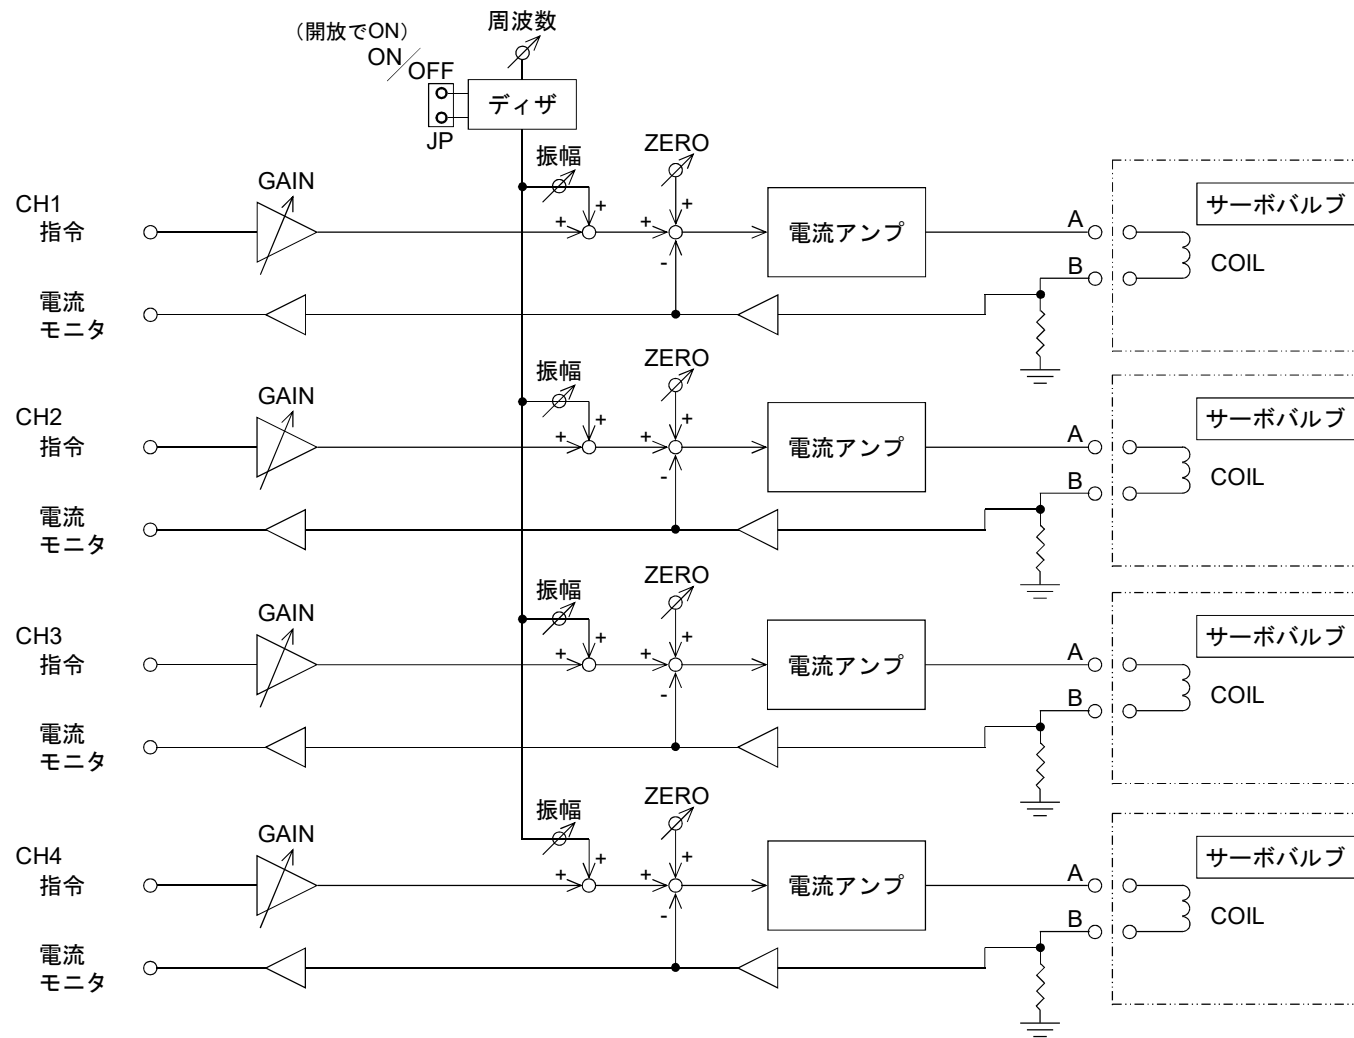 (開放でON)
ON/OFF
JP
周波数
ディザ
CH1
指令
GAIN
振幅
+
+
ZERO
+
+
-
電流アンプ
A
B
サーボバルブ
COIL
電流
モニタ
CH2
指令
GAIN
振幅
+
+
ZERO
+
+
-
電流アンプ
A
B
サーボバルブ
COIL
電流
モニタ
CH3
指令
GAIN
振幅
+
+
ZERO
+
+
-
電流アンプ
A
B
サーボバルブ
COIL
電流
モニタ
CH4
指令
GAIN
振幅
+
+
ZERO
+
+
-
電流アンプ
A
B
サーボバルブ
COIL
電流
モニタ